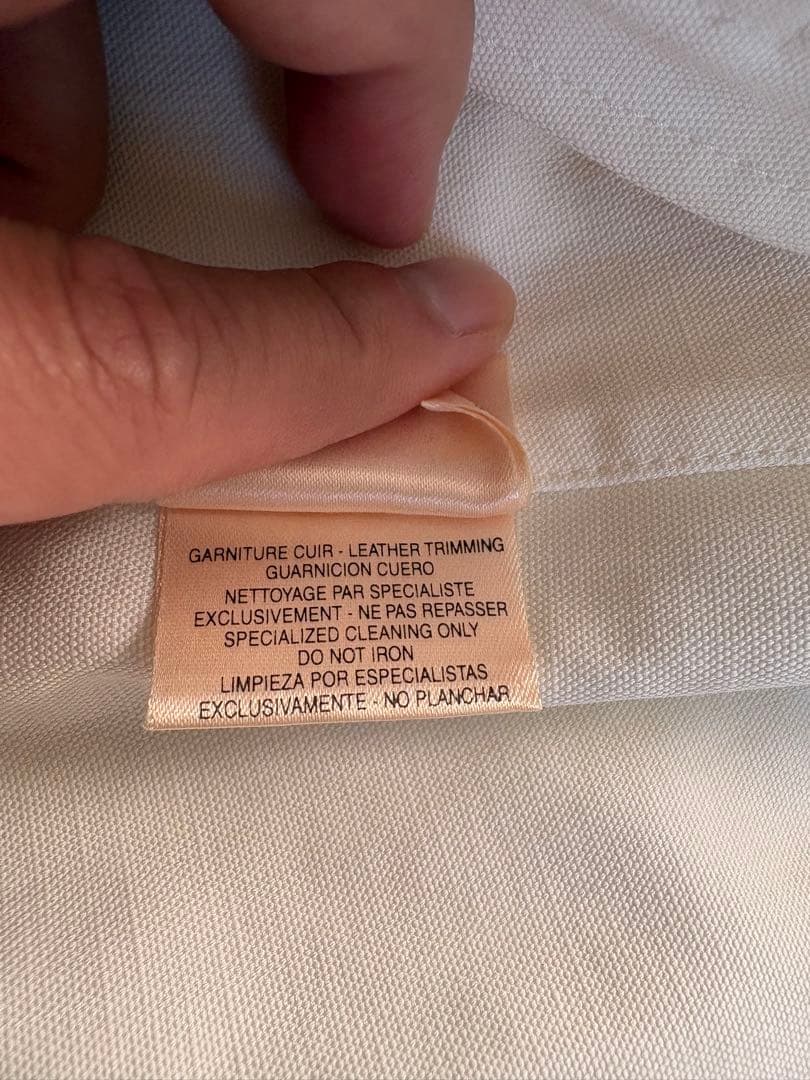 GARNITURE CUIR - LEATHER TRIMMING
GUARNICION CUERO
NETTOYAGE PAR SPECIALISTE
EXCLUSIVEMENT - NE PAS REPASSER
SPECIALIZED CLEANING ONLY
DO NOT IRON
LIMPIEZA POR ESPECIALISTAS
EXCLUSIVAMENTE - NO PLANCHAR